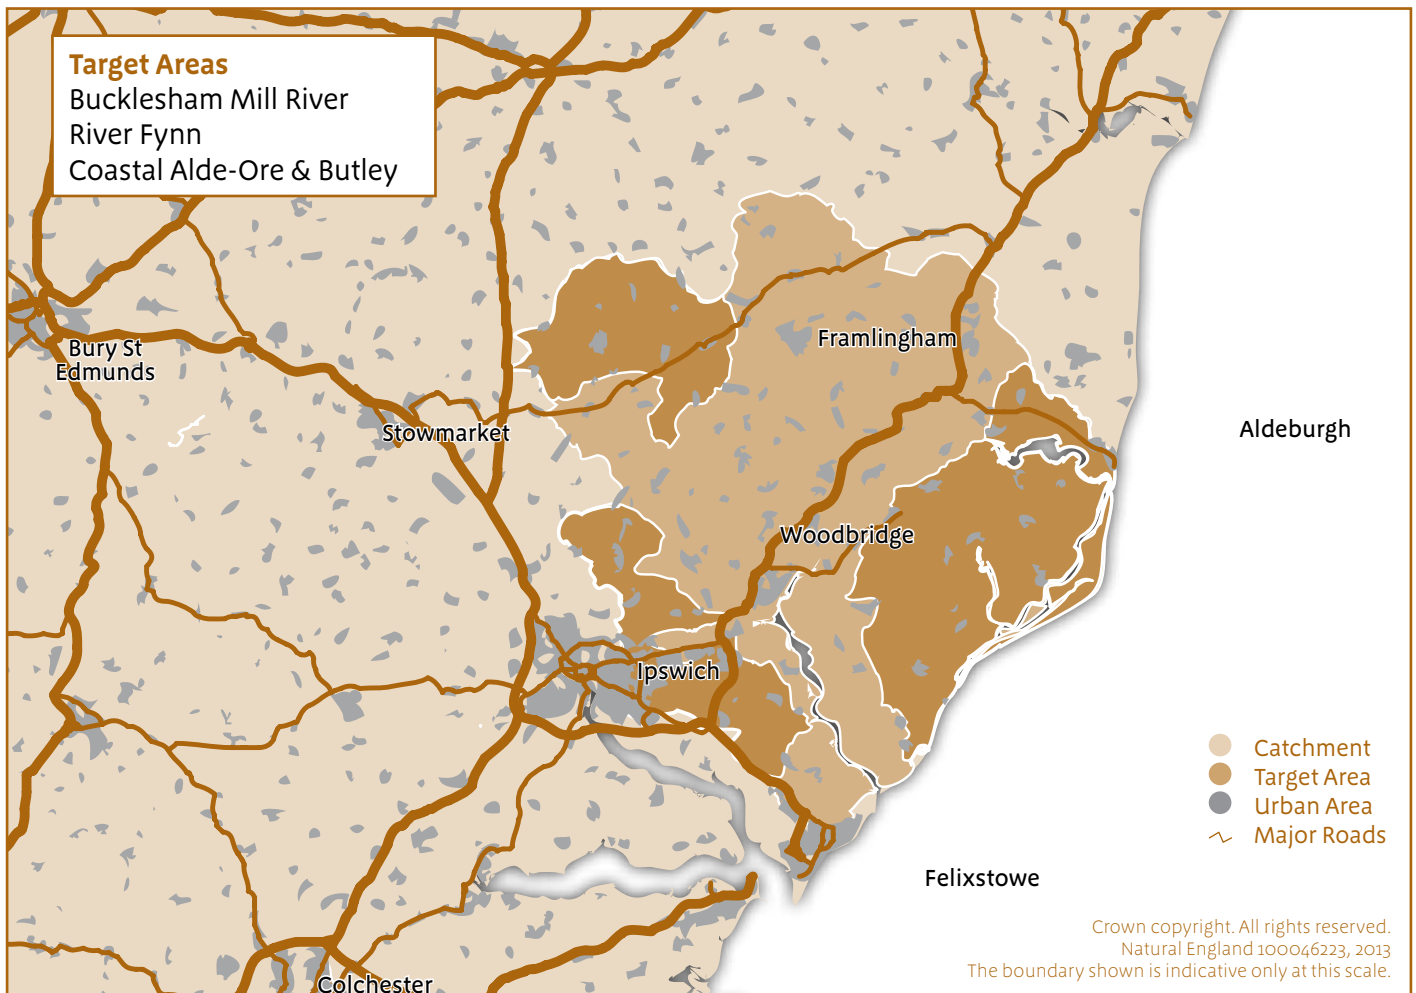 Target Areas
Bucklesham Mill River
River Fynn
Coastal Alde-Ore & Butley
Framlingham
Bury St
Edmunds
Stowmarket
Aldeburgh
Woodbridge
Ipswich
Catchment
Target Area
Urban Area
Major Roads
Felixstowe
Crown copyright. All rights reserved.
Natural England 100046223, 2013
The boundary shown is indicative only at this scale.
Colchester